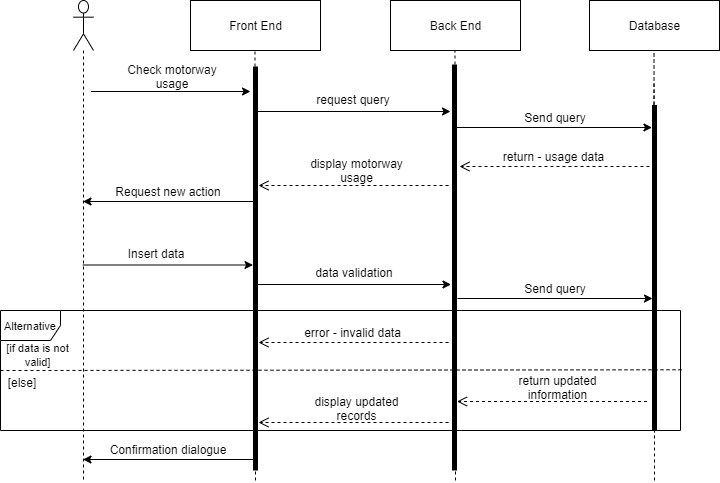 Front End
Back End
Database
Check motorway
usage
request query
Send query
return - usage data
display motorway
usage
Request new action
Insert data
data validation
Send query
Alternative
[if data is not
valid]
error - invalid data
[else]
return updated
information
display updated
records
Confirmation dialogue